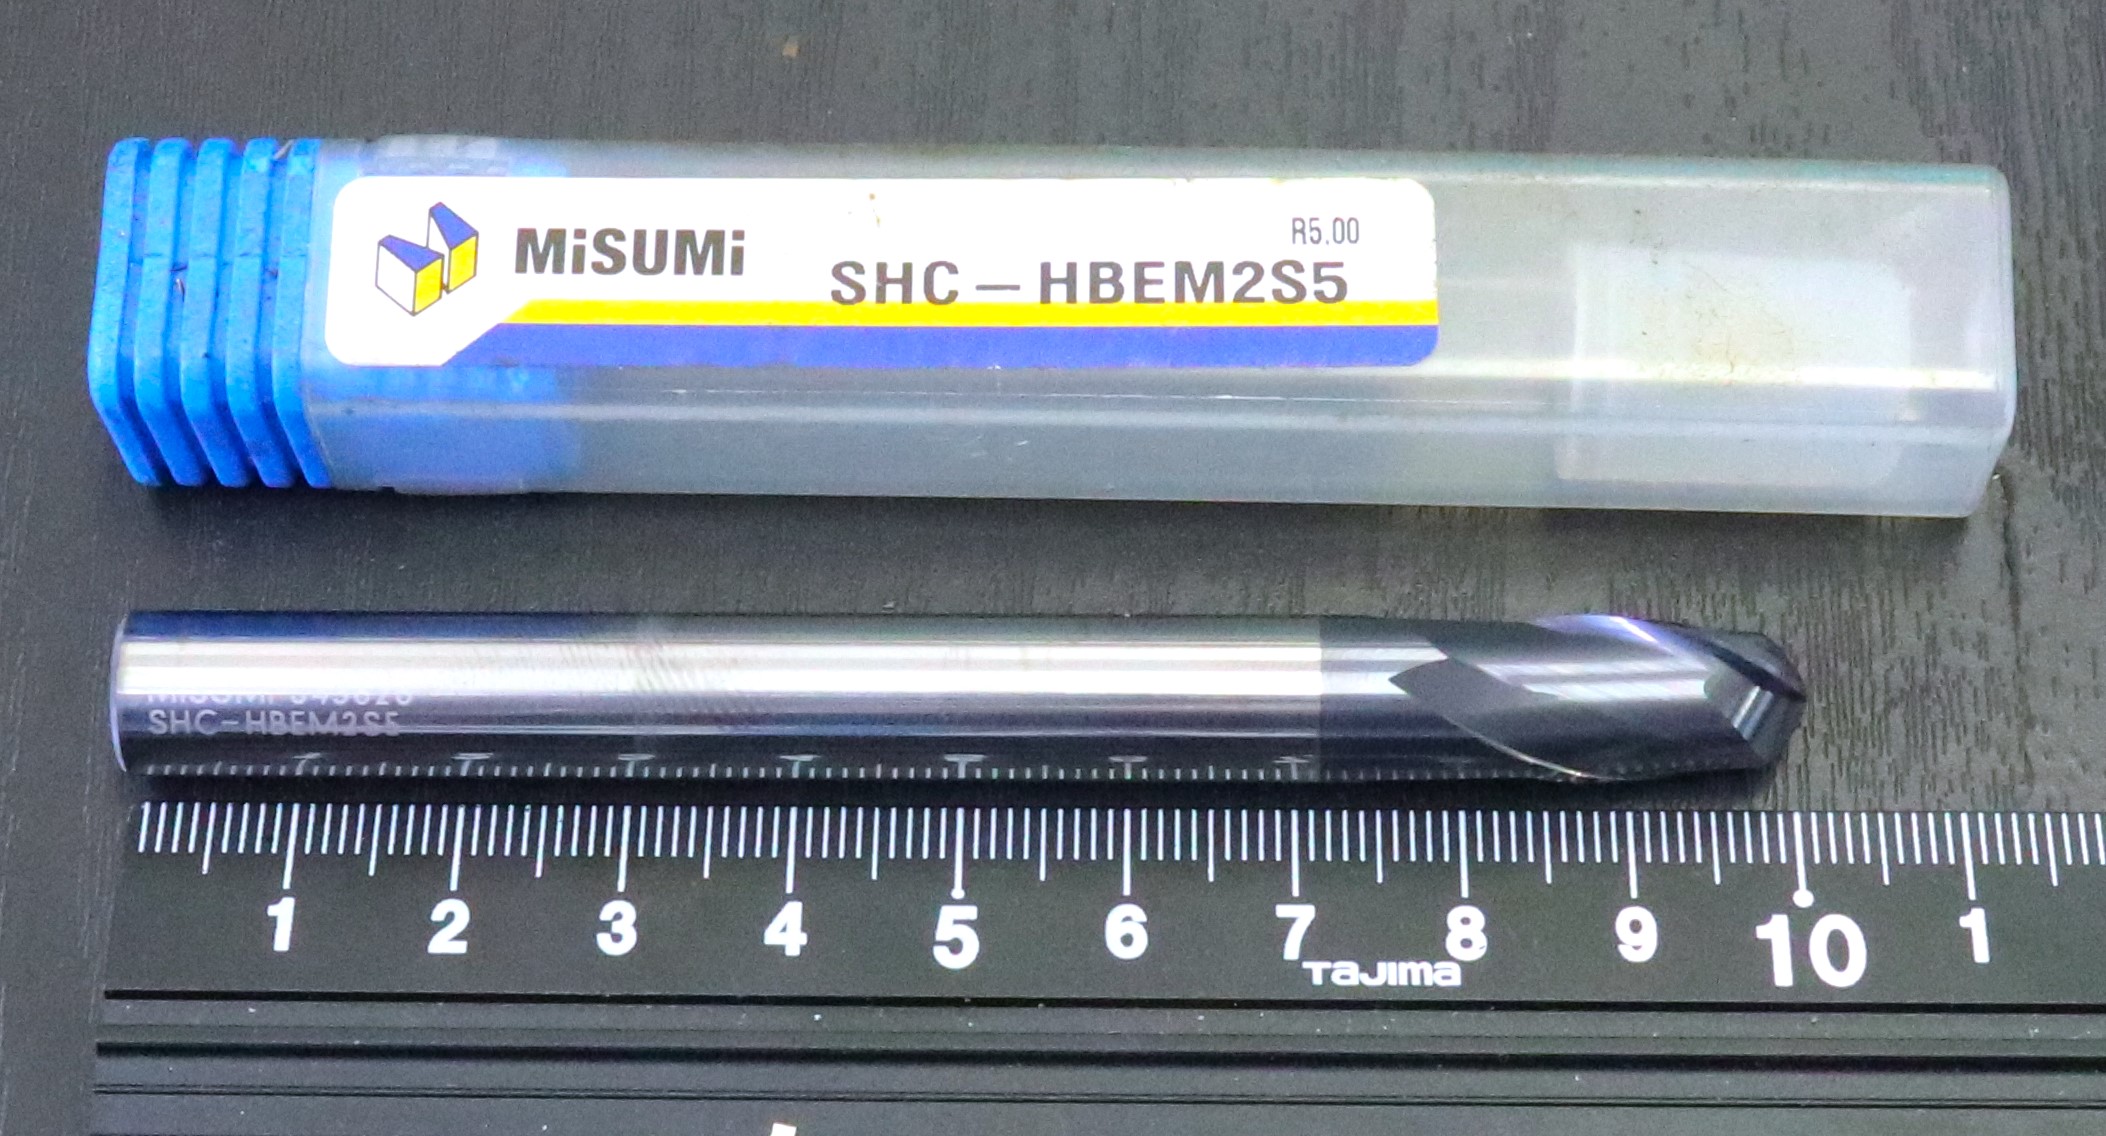 MiSUMi
R5.00
SHC-HBEM2S5
SHC-HBEM2S5
1 2 3 4 5 6 7 8 9 10 1
TaJIma